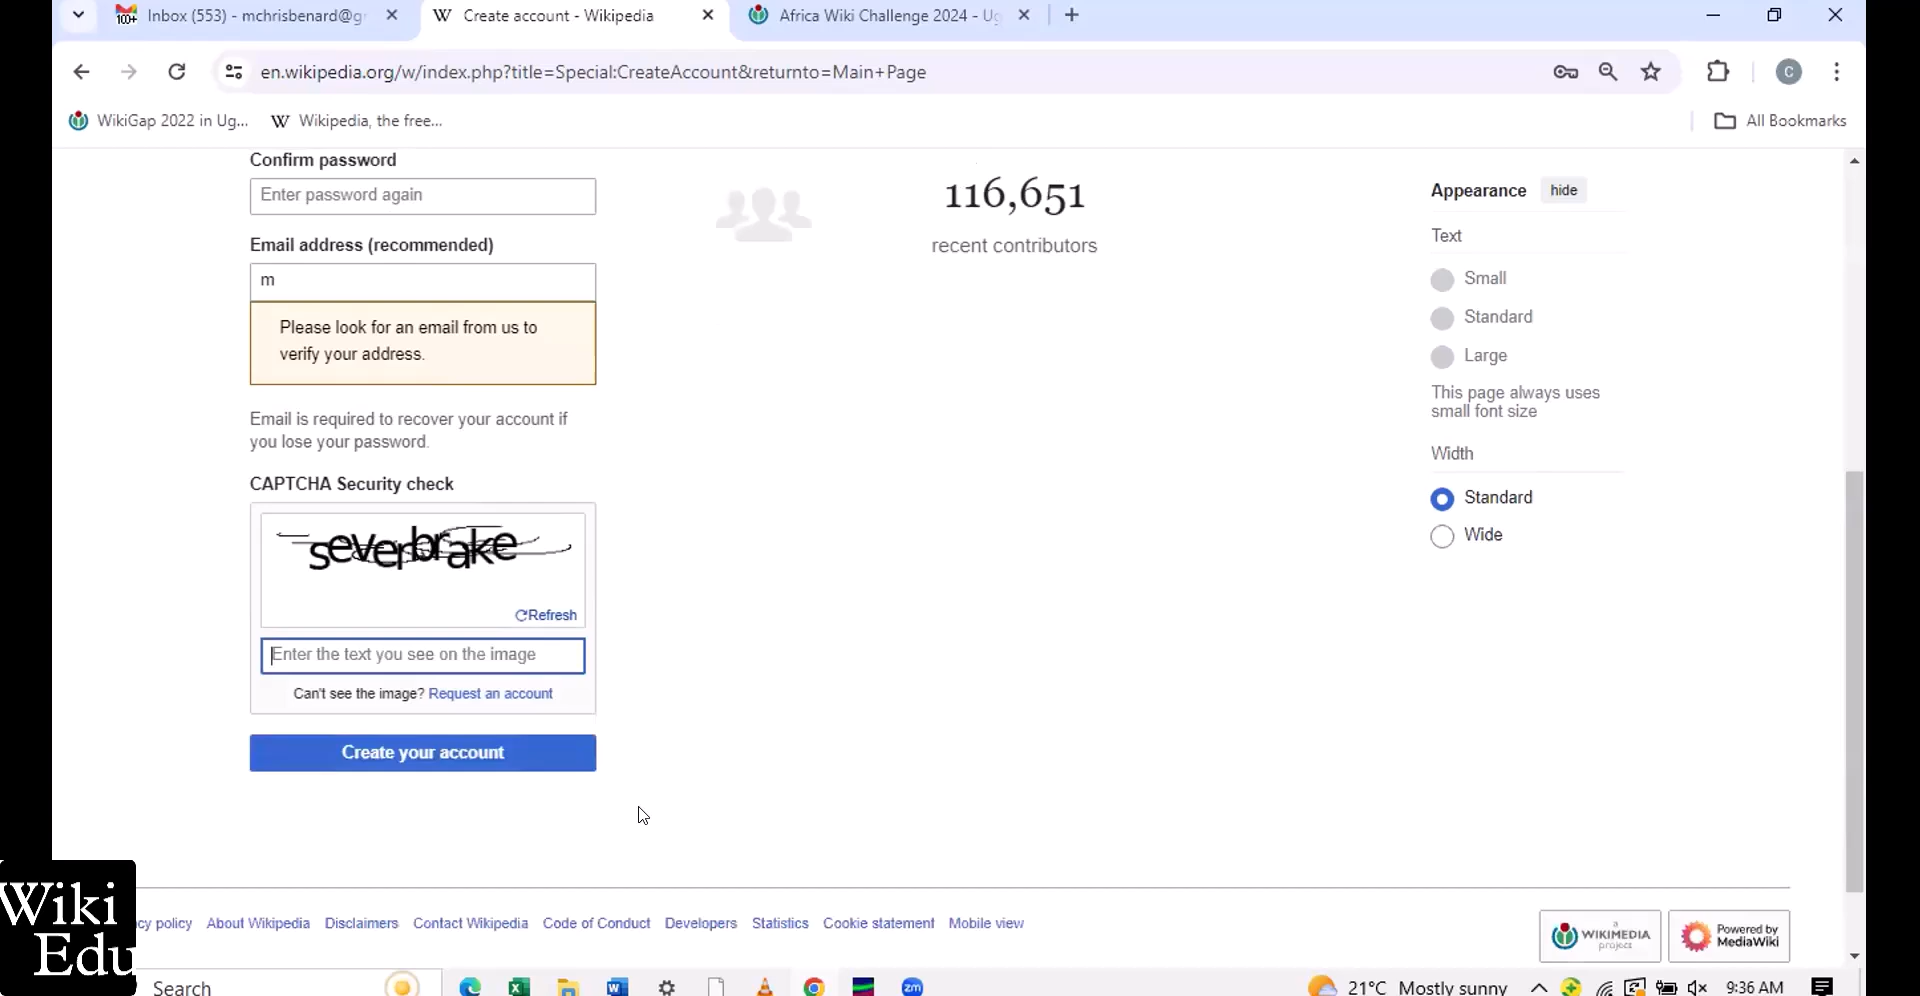 Inbox (553) - mchrisbenard@g
Create account - Wikipedia
Africa Wiki Challenge 2024 - Ug
en.wikipedia.org/w/index.php?title=Special:CreateAccount&returnto=Main+Page
C
WikiGap 2022 in Ug...
Wikipedia, the free...
All Bookmarks
Confirm password
Enter password again
Email address (recommended)
m
Please look for an email from us to
verify your address.
Email is required to recover your account if
you lose your password.
CAPTCHA Security check
severbrake
Refresh
Enter the text you see on the image
Can't see the image? Request an account
Create your account
116,651
recent contributors
Appearance hide
Text
Small
Standard
Large
This page always uses
small font size
Width
Standard
Wide
cy policy About Wikipedia Disclaimers Contact Wikipedia Code of Conduct Developers Statistics Cookie statement Mobile view
a
WIKIMEDIA
project
Powered by
MediaWiki
Wiki
Edu
Search
zm
21°C Mostly sunny
9:36 AM